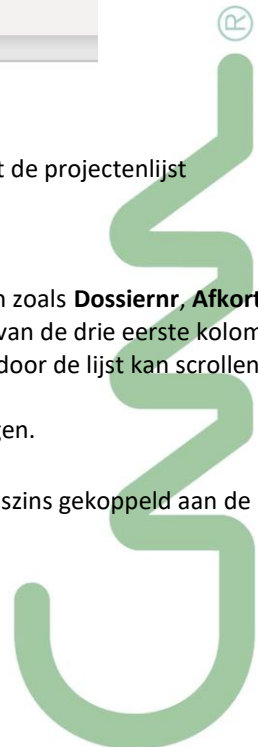 ®
t de projectenlijst
n zoals Dossiernr, Afkort
van de drie eerste kolom
door de lijst kan scrollen
gen.
szins gekoppeld aan de